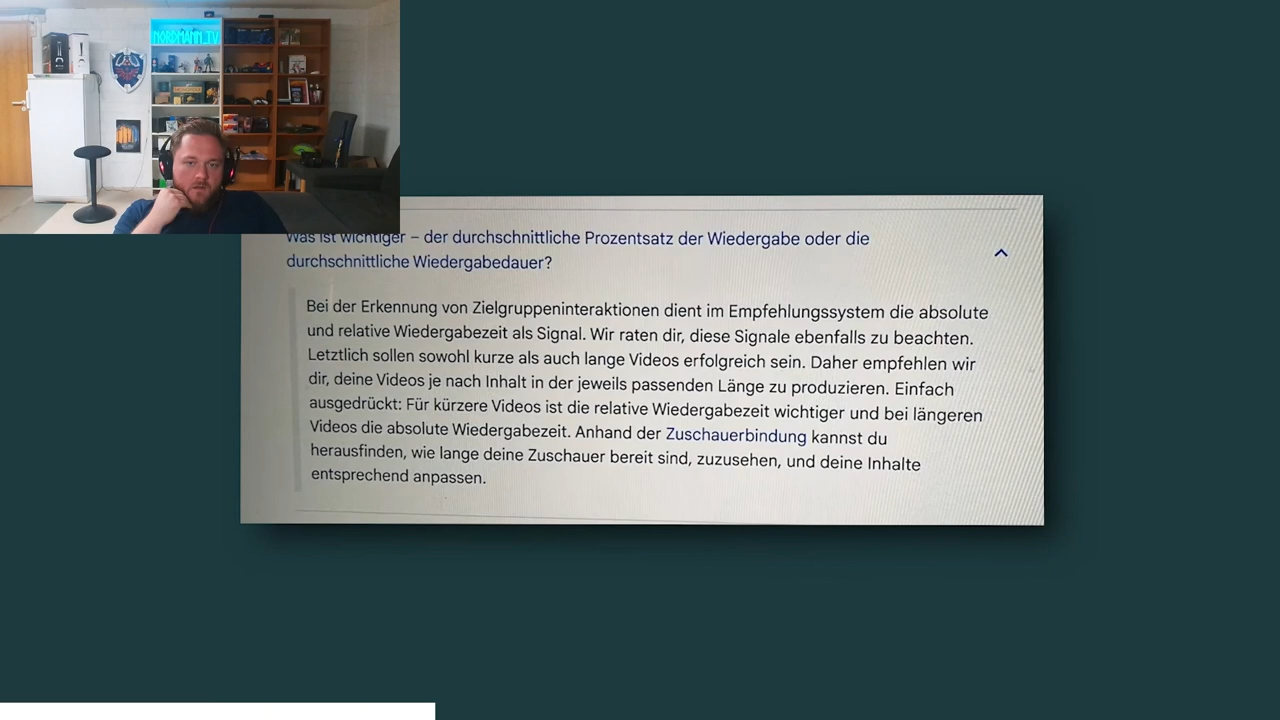 NORDMANN_TV
Was ist wichtiger – der durchschnittliche Prozentsatz der Wiedergabe oder die
durchschnittliche Wiedergabedauer?
Bei der Erkennung von Zielgruppeninteraktionen dient im Empfehlungssystem die absolute
und relative Wiedergabezeit als Signal. Wir raten dir, diese Signale ebenfalls zu beachten.
Letztlich sollen sowohl kurze als auch lange Videos erfolgreich sein. Daher empfehlen wir
dir, deine Videos je nach Inhalt in der jeweils passenden Länge zu produzieren. Einfach
ausgedrückt: Für kürzere Videos ist die relative Wiedergabezeit wichtiger und bei längeren
Videos die absolute Wiedergabezeit. Anhand der Zuschauerbindung kannst du
herausfinden, wie lange deine Zuschauer bereit sind, zuzusehen, und deine Inhalte
entsprechend anpassen.